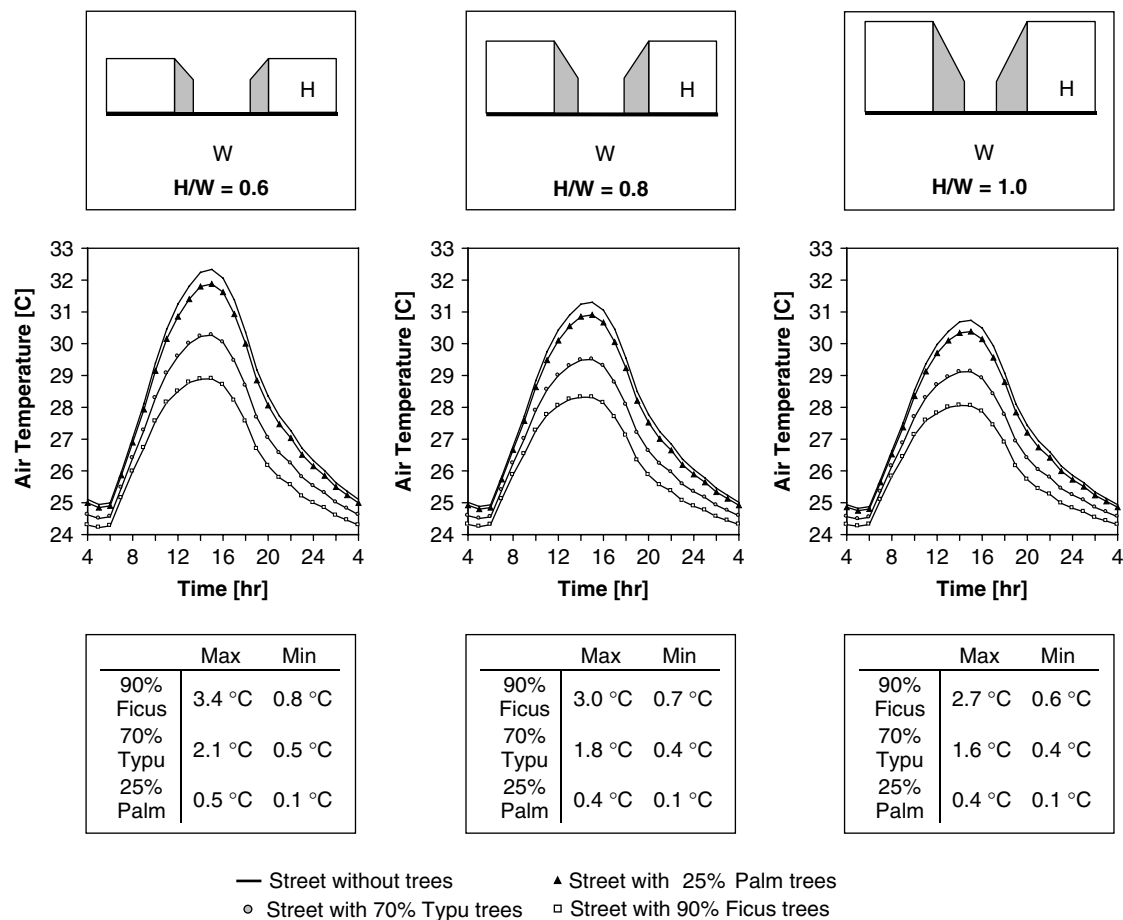 H
W
H/W = 0.6
H
W
H/W = 0.8
H
W
H/W = 1.0
Air Temperature [C]
33
32
31
30
29
28
27
26
25
24
4 8 12 16 20 24 4
Time [hr]
Air Temperature [C]
33
32
31
30
29
28
27
26
25
24
4 8 12 16 20 24 4
Time [hr]
Air Temperature [C]
33
32
31
30
29
28
27
26
25
24
4 8 12 16 20 24 4
Time [hr]
Max Min
90% Ficus 3.4 °C 0.8 °C
70% Typu 2.1 °C 0.5 °C
25% Palm 0.5 °C 0.1 °C
Max Min
90% Ficus 3.0 °C 0.7 °C
70% Typu 1.8 °C 0.4 °C
25% Palm 0.4 °C 0.1 °C
Max Min
90% Ficus 2.7 °C 0.6 °C
70% Typu 1.6 °C 0.4 °C
25% Palm 0.4 °C 0.1 °C
Street without trees
Street with 25% Palm trees
Street with 70% Typu trees
Street with 90% Ficus trees